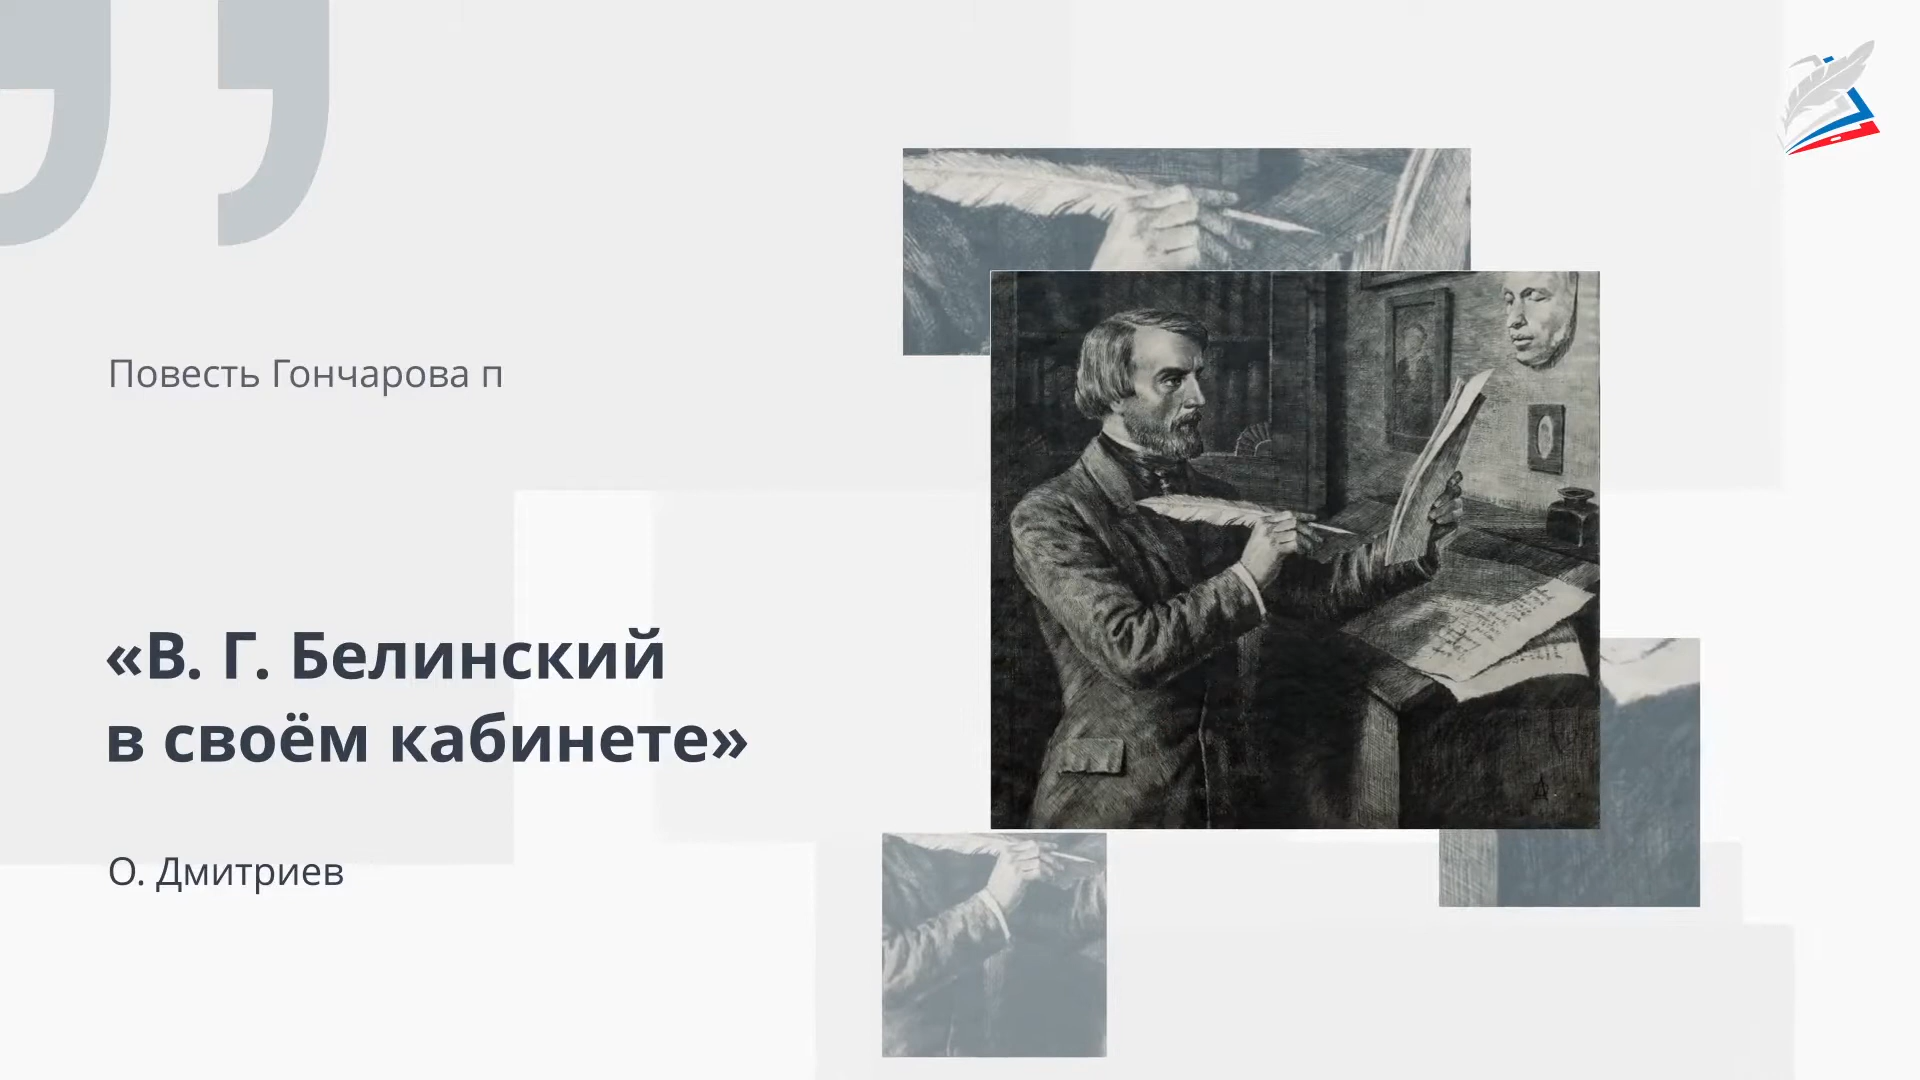 Повесть Гончарова п
«В. Г. Белинский
в своём кабинете»
О. Дмитриев